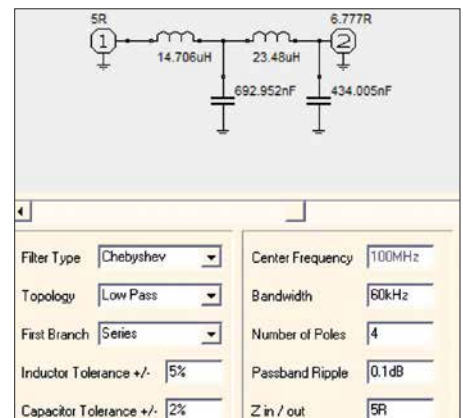 5R 6.777R
1 2
14.706uH 23.48uH
692.952nF 434.005nF
Filter Type Chebyshev Center Frequency 100MHz
Topology Low Pass Bandwidth 60kHz
First Branch Series Number of Poles 4
Inductor Tolerance +/- 5% Passband Ripple 0.1dB
Capacitor Tolerance +/- 2% Z in / out 5R